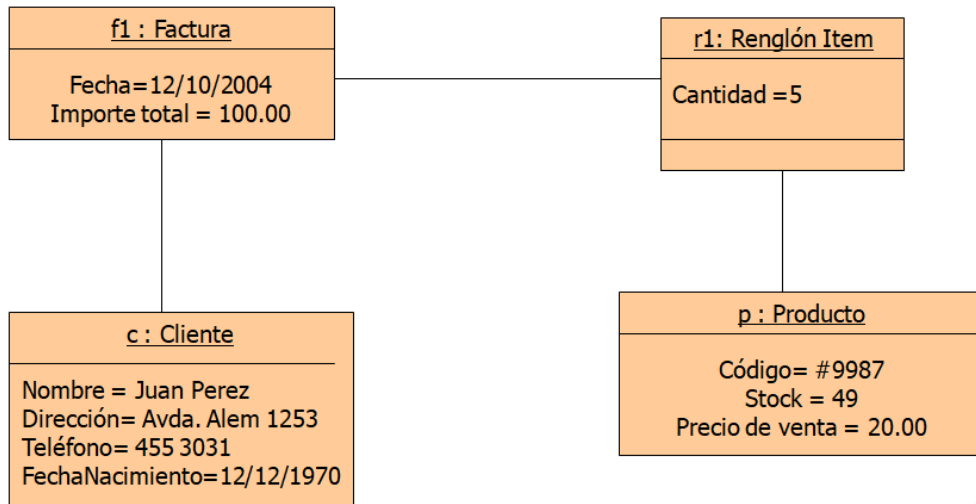 f1 : Factura
Fecha=12/10/2004
Importe total = 100.00
r1: Renglón Item
Cantidad =5
c : Cliente
Nombre = Juan Perez
Dirección= Avda. Alem 1253
Teléfono= 455 3031
FechaNacimiento=12/12/1970
p : Producto
Código= #9987
Stock = 49
Precio de venta = 20.00